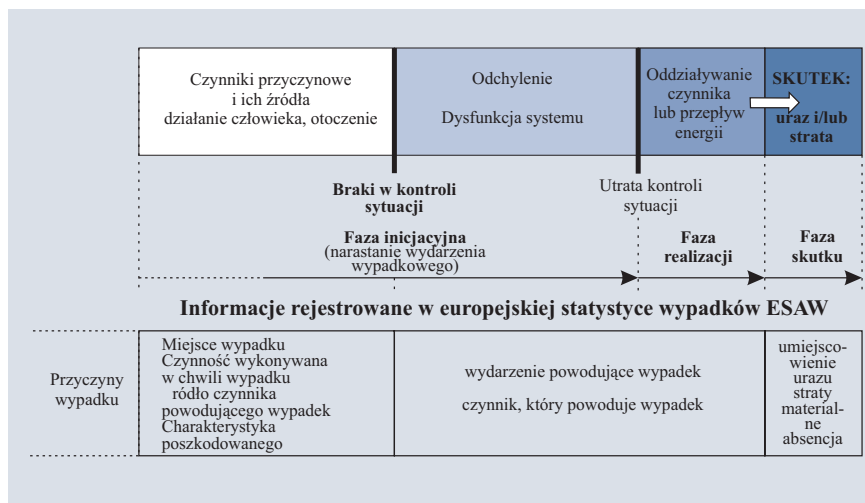 Czynniki przyczynowe
i ich źródła
działanie człowieka, otoczenie
Odchylenie
Dysfunkcja systemu
Oddziaływanie
czynnika
lub przepływ
energii
SKUTEK:
uraz i/lub
strata
Braki w kontroli
sytuacji
Utrata kontroli
sytuacji
Faza inicjacyjna
(narastanie wydarzenia
wypadkowego)
Faza
realizacji
Faza
skutku
Informacje rejestrowane w europejskiej statystyce wypadków ESAW
Przyczyny
wypadku
Miejsce wypadku
Czynność wykonywana
w chwili wypadku
ródło czynnika
powodującego wypadek
Charakterystyka
poszkodowanego
wydarzenie powodujące wypadek
czynnik, który powoduje wypadek
umiejsco-
wienie
urazu
straty
material-
ne
absencja